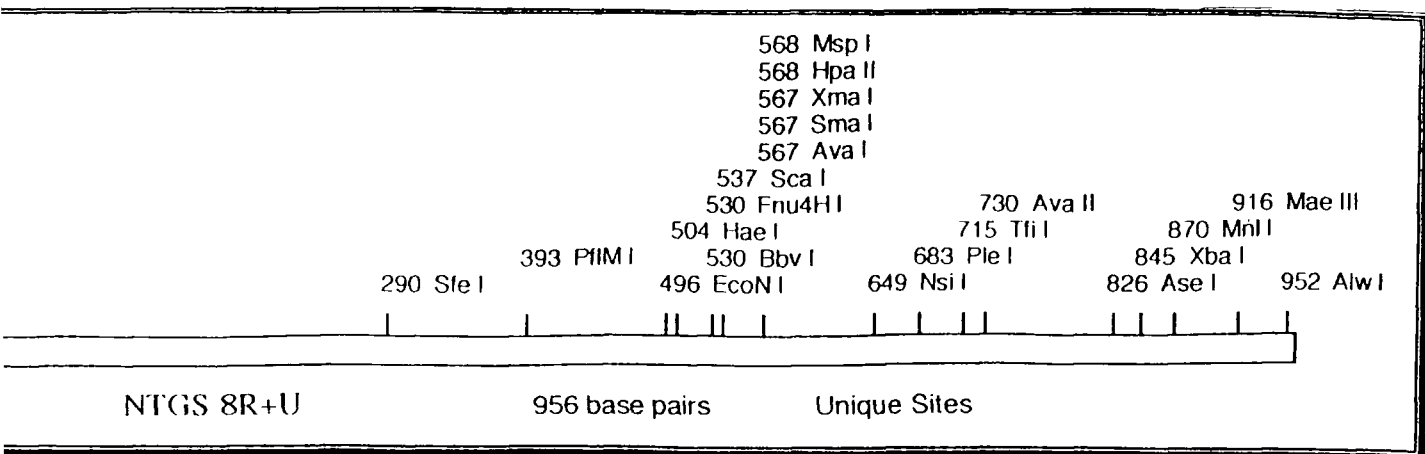 568 Msp I
568 Hpa II
567 Xma I
567 Sma I
567 Ava I
537 Sca I
530 Fnu4H I 730 Ava II 916 Mae III
504 Hae I 715 Tfi I 870 Mnl I
393 PflM I 530 Bbv I 683 Ple I 845 Xba I
290 Sfe I 496 EcoN I 649 Nsi I 826 Ase I 952 Alw I
NTGS 8R+U 956 base pairs Unique Sites